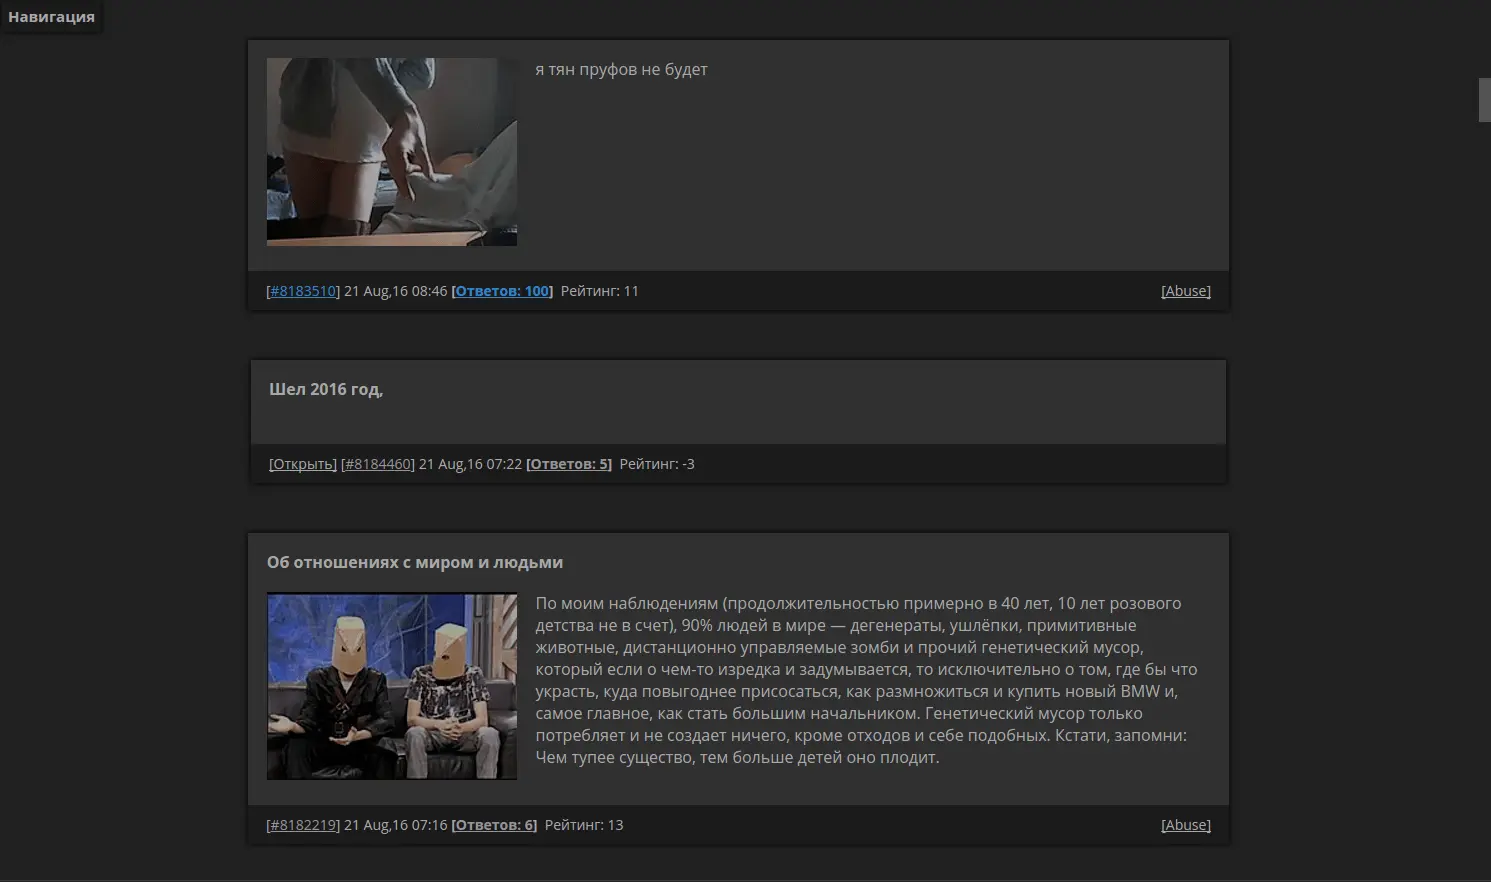 Навигация
я тян пруфов не будет
[#8183510] 21 Aug,16 08:46 [Ответов: 100] Рейтинг: 11 [Abuse]
Шел 2016 год,
[Открыть] [#8184460] 21 Aug,16 07:22 [Ответов: 5] Рейтинг: -3
Об отношениях с миром и людьми
По моим наблюдениям (продолжительностью примерно в 40 лет, 10 лет розового
детства не в счет), 90% людей в мире — дегенераты, ушлёпки, примитивные
животные, дистанционно управляемые зомби и прочий генетический мусор,
который если о чем-то изредка и задумывается, то исключительно о том, где бы что
украсть, куда повыгоднее присосаться, как размножиться и купить новый BMW и,
самое главное, как стать большим начальником. Генетический мусор только
потребляет и не создает ничего, кроме отходов и себе подобных. Кстати, запомни:
Чем тупее существо, тем больше детей оно плодит.
[#8182219] 21 Aug,16 07:16 [Ответов: 6] Рейтинг: 13 [Abuse]